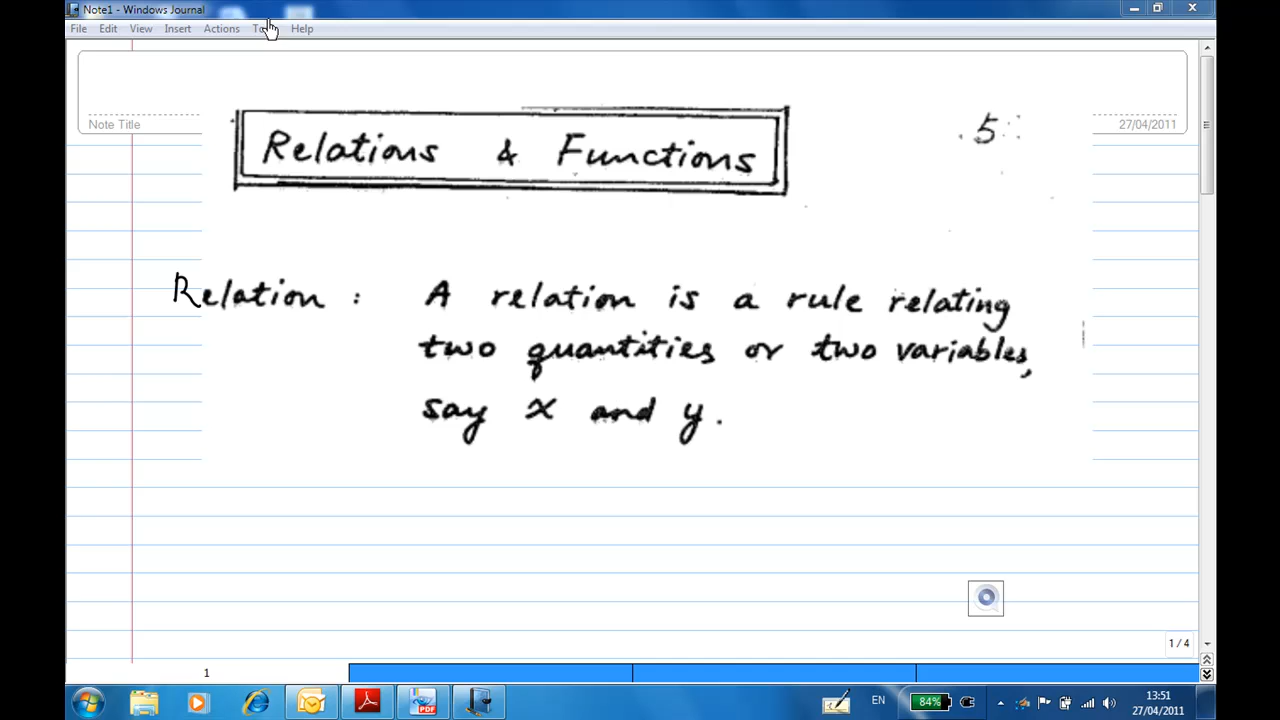 Note1 - Windows Journal
File Edit View Insert Actions Help
Note Title
27/04/2011
Relations & Functions
5
Relation : A relation is a rule relating
two quantities or two variables,
say x and y.
1 / 4
1
EN
84%
13:51
27/04/2011